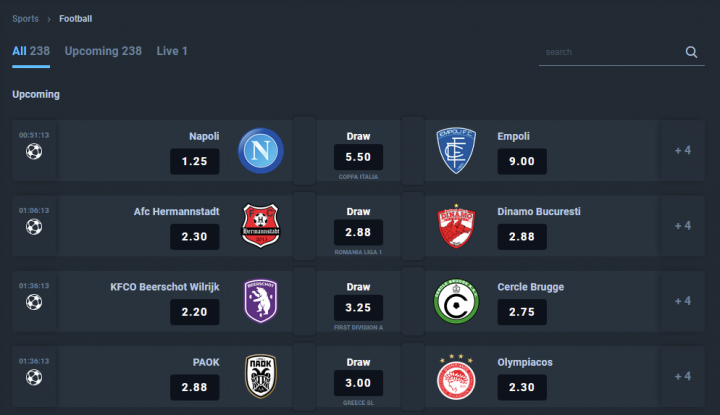 Sports > Football
All 238 Upcoming 238 Live 1
search
Upcoming
00:51:13
Napoli
1.25
N
Draw
5.50
COPPA ITALIA
EMPOLI F.C.
Empoli
9.00
+ 4
01:06:13
Afc Hermannstadt
2.30
Hermannstadt
Draw
2.88
ROMANIA LIGA 1
DINAMO
Dinamo Bucuresti
2.88
+ 4
01:36:13
KFCO Beerschot Wilrijk
2.20
BEERSCHOT
Draw
3.25
FIRST DIVISION A
Cercle Brugge
2.75
+ 4
01:36:13
PAOK
2.88
ΠΑΟΚ
Draw
3.00
GREECE SL
Olympiacos
2.30
+ 4